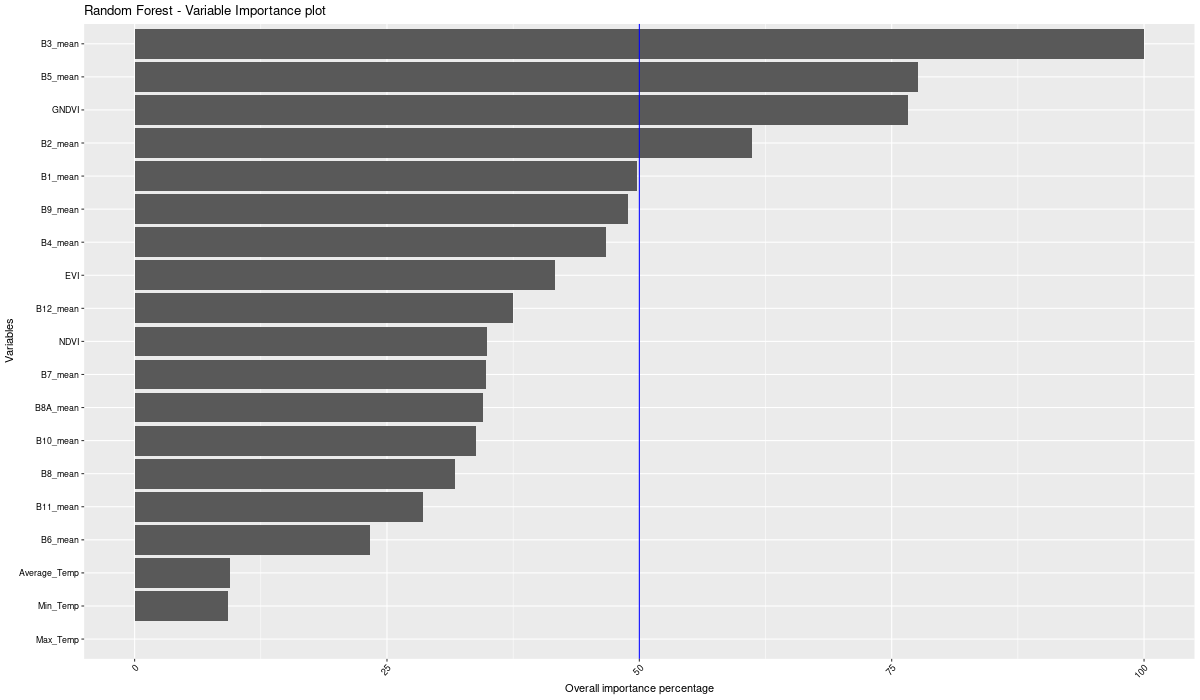 Random Forest - Variable Importance plot
Variables
B3_mean
B5_mean
GNDVI
B2_mean
B1_mean
B9_mean
B4_mean
EVI
B12_mean
NDVI
B7_mean
B8A_mean
B10_mean
B8_mean
B11_mean
B6_mean
Average_Temp
Min_Temp
Max_Temp
0
25
50
75
100
Overall importance percentage